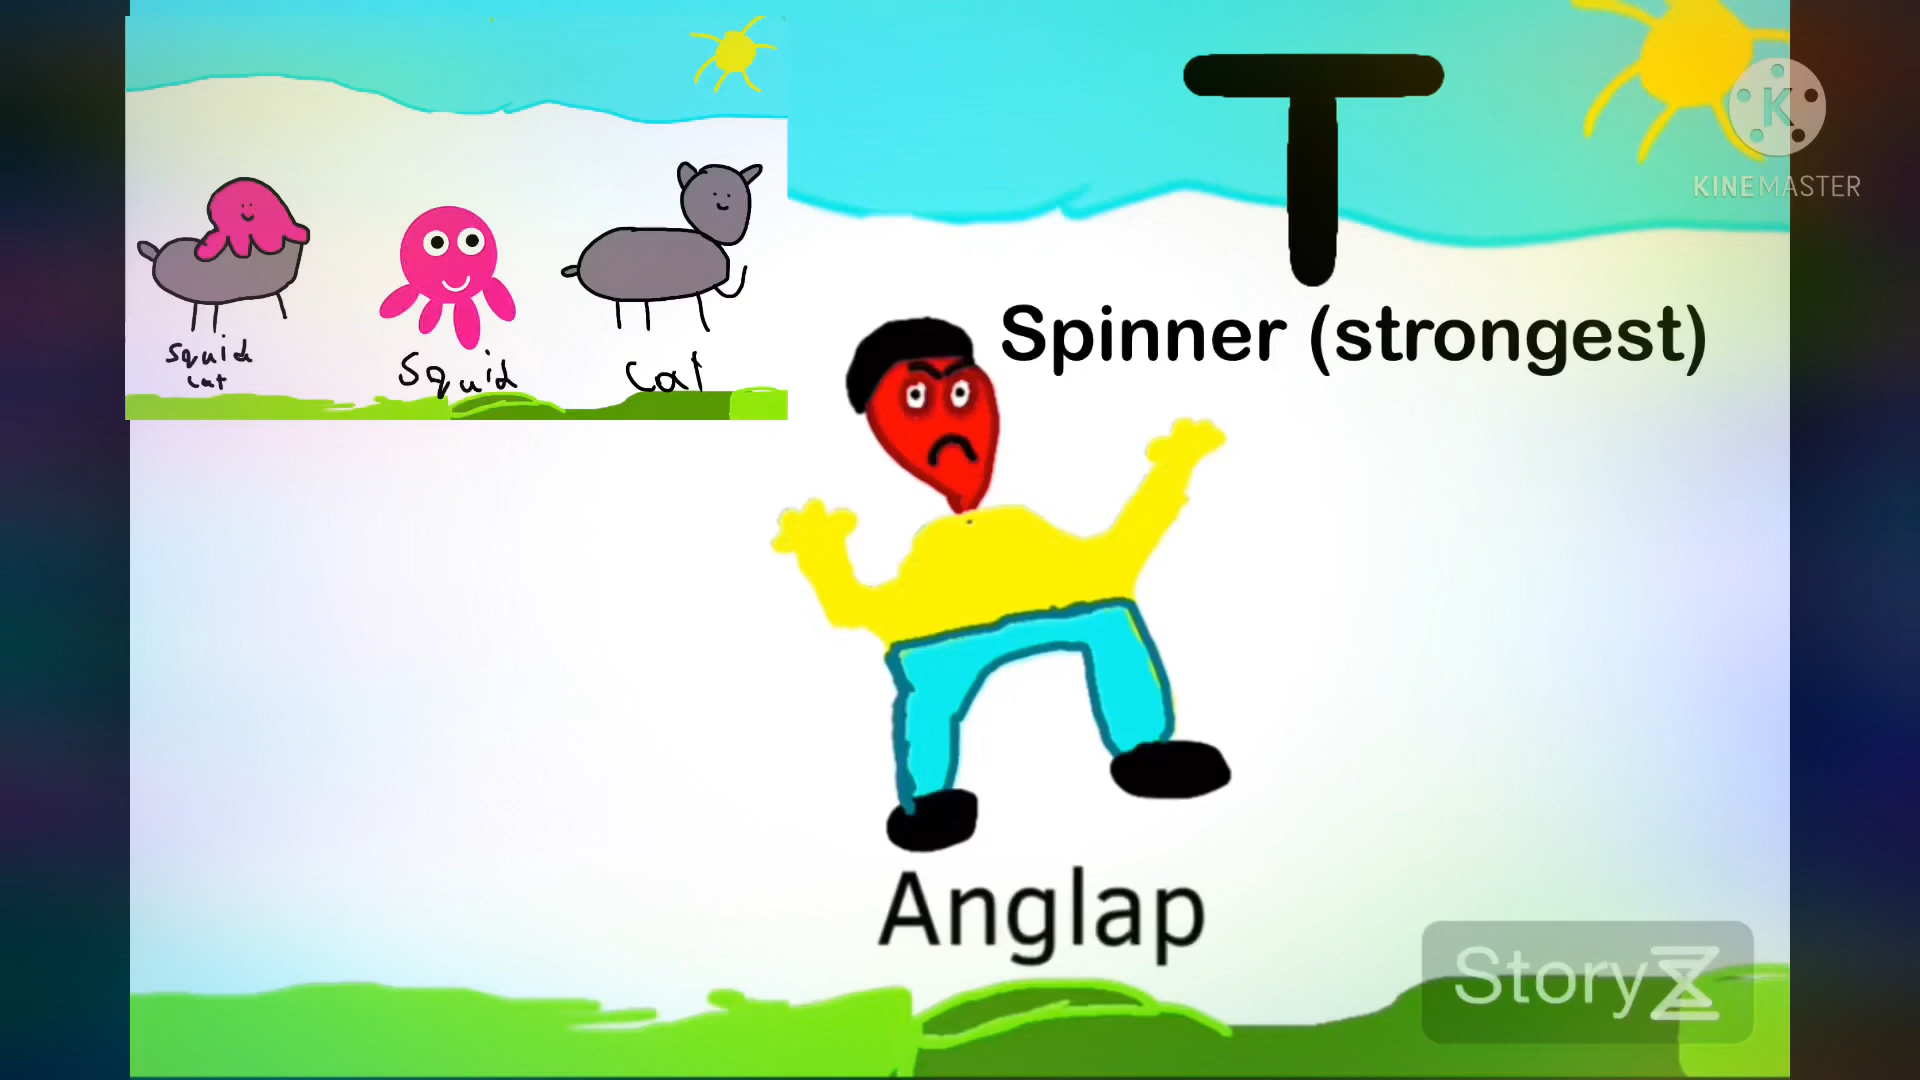 T
K
KINEMASTER
Spinner (strongest)
Squid
cat
Squid
cat
Anglap
StoryZ